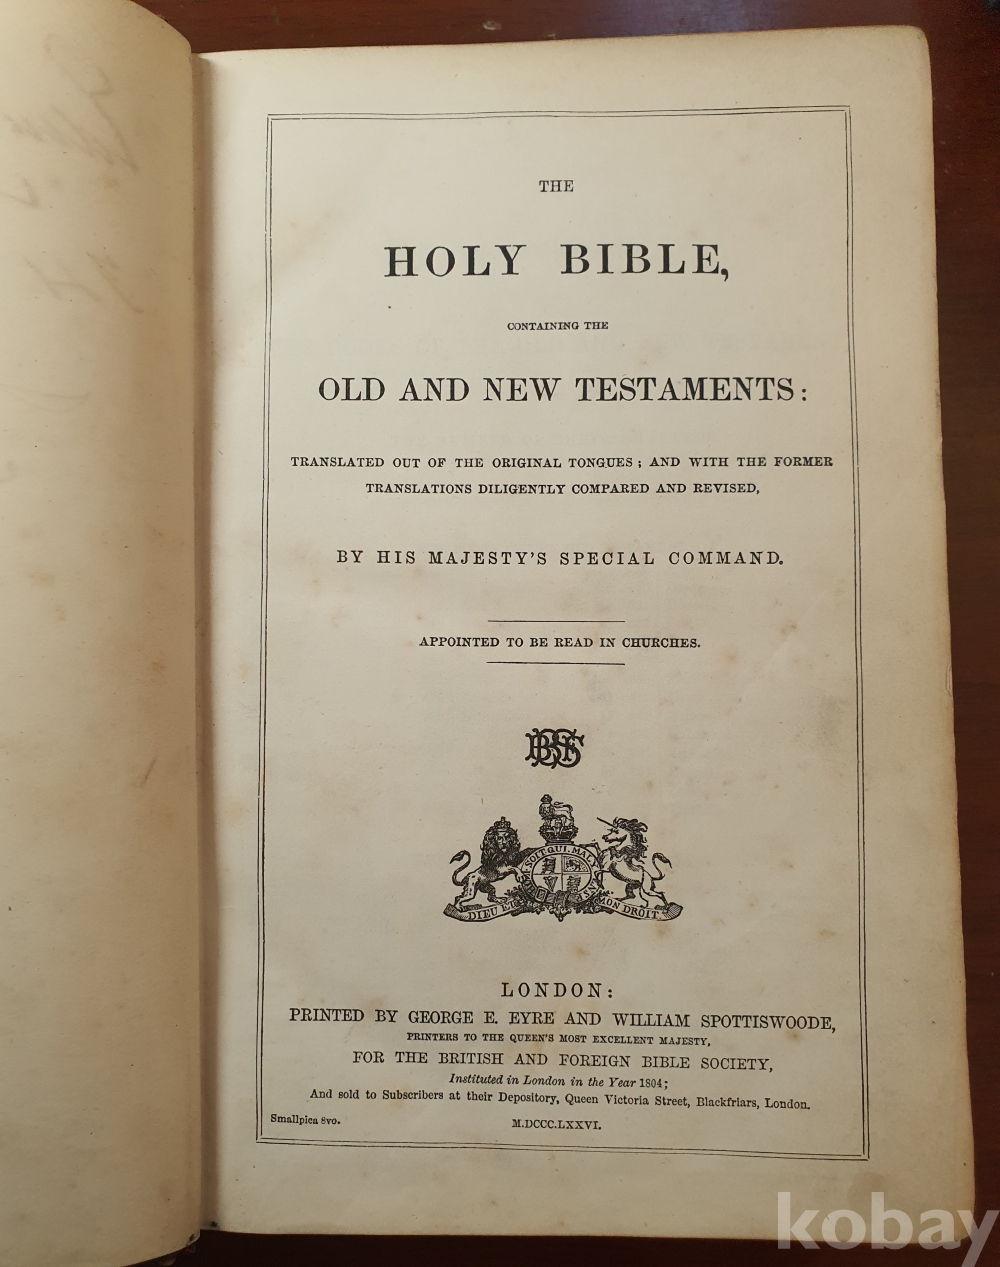 THE
HOLY BIBLE,
CONTAINING THE
OLD AND NEW TESTAMENTS:
TRANSLATED OUT OF THE ORIGINAL TONGUES; AND WITH THE FORMER
TRANSLATIONS DILIGENTLY COMPARED AND REVISED,
BY HIS MAJESTY'S SPECIAL COMMAND.
APPOINTED TO BE READ IN CHURCHES.
SOIT QUI MAL Y
DIEU ET MON DROIT
LONDON:
PRINTED BY GEORGE E. EYRE AND WILLIAM SPOTTISWOODE,
PRINTERS TO THE QUEEN'S MOST EXCELLENT MAJESTY,
FOR THE BRITISH AND FOREIGN BIBLE SOCIETY,
Instituted in London in the Year 1804;
And sold to Subscribers at their Depository, Queen Victoria Street, Blackfriars, London.
Smallpica 8vo. M.DCCC.LXXVI.
kobay